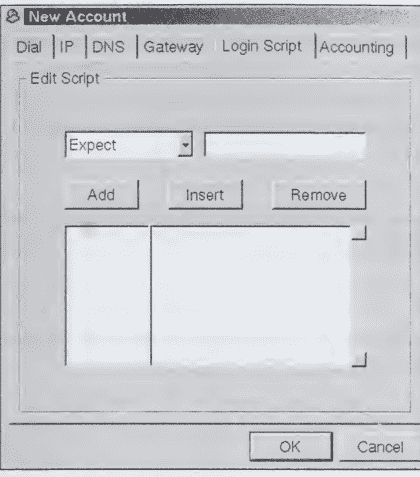 New Account
Dial IP DNS Gateway Login Script Accounting
Edit Script
Expect
Add Insert Remove
OK Cancel